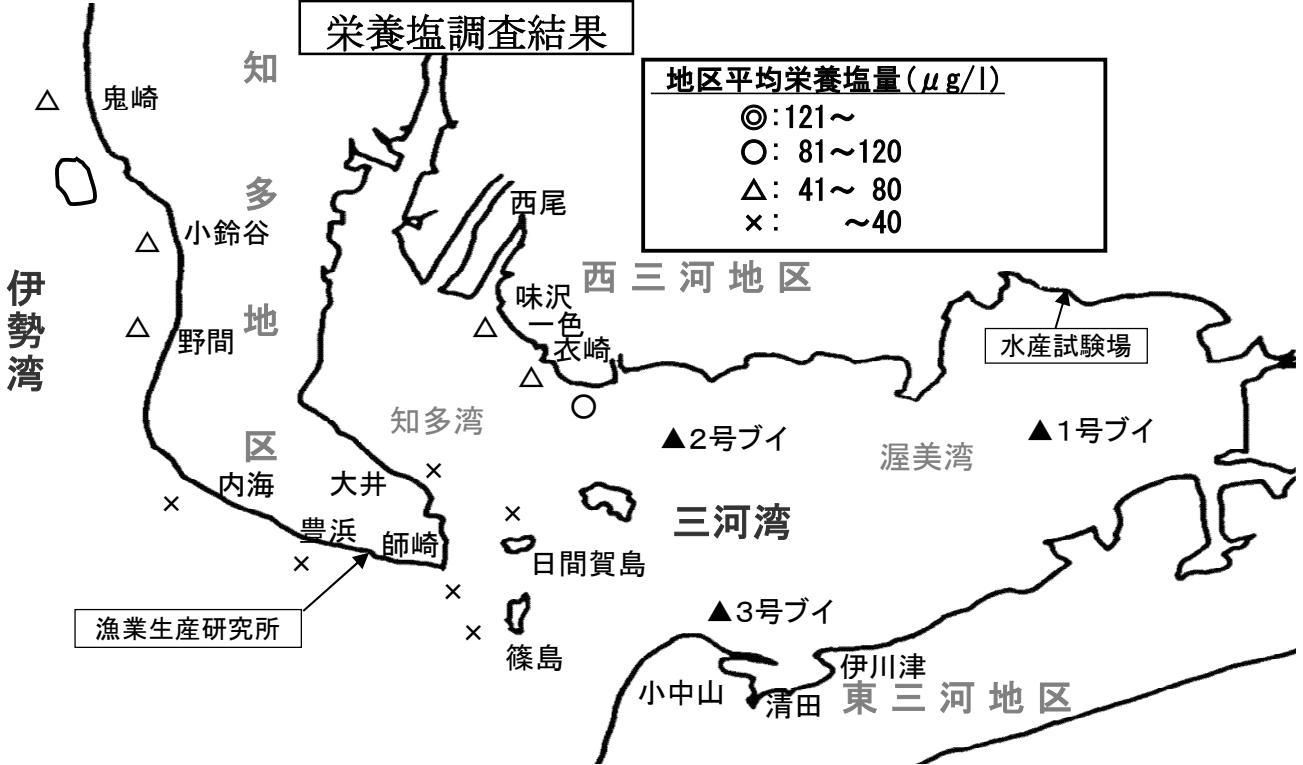 栄養塩調査結果
地区平均栄養塩量(μg/l)
◎:121~
○: 81~120
△: 41~ 80
×: ~40
知多地区
鬼崎
小鈴谷
野間
伊勢湾
西尾
西三河地区
味沢
一色
衣崎
水産試験場
知多湾
▲2号ブイ
▲1号ブイ
渥美湾
内海
大井
豊浜
師崎
三河湾
日間賀島
漁業生産研究所
篠島
▲3号ブイ
小中山
清田
伊川津
東三河地区